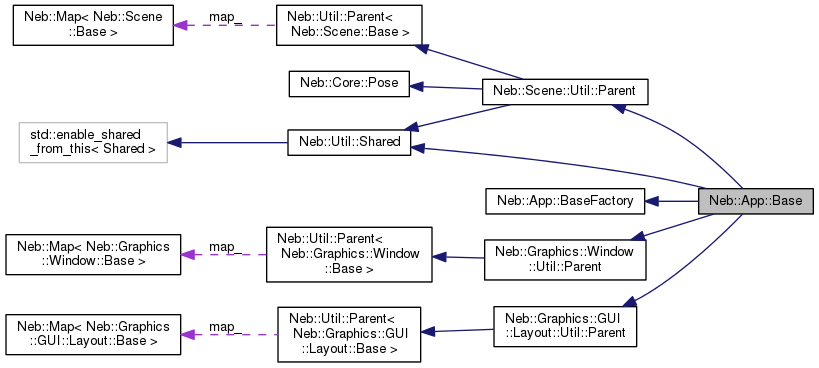 Neb::Map< Neb::Scene
::Base >
map_
Neb::Util::Parent<
Neb::Scene::Base >
Neb::Core::Pose
Neb::Scene::Util::Parent
std::enable_shared
_from_this< Shared >
Neb::Util::Shared
Neb::App::BaseFactory
Neb::App::Base
Neb::Map< Neb::Graphics
::Window::Base >
map_
Neb::Util::Parent<
Neb::Graphics::Window
::Base >
Neb::Graphics::Window
::Util::Parent
Neb::Map< Neb::Graphics
::GUI::Layout::Base >
map_
Neb::Util::Parent<
Neb::Graphics::GUI
::Layout::Base >
Neb::Graphics::GUI
::Layout::Util::Parent